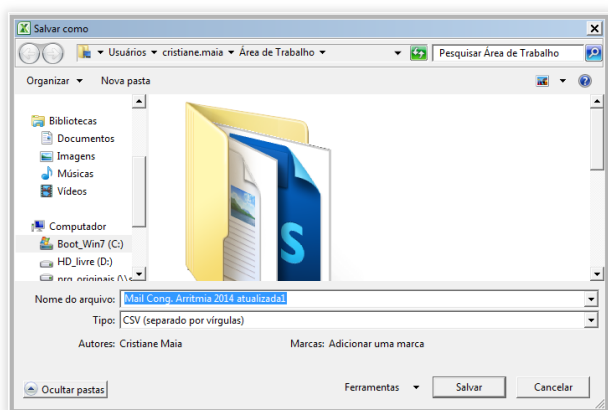 Salvar como
Usuários cristiane.maia Área de Trabalho
Pesquisar Área de Trabalho
Organizar Nova pasta
Bibliotecas
Documentos
Imagens
Músicas
Vídeos
Computador
Boot_Win7 (C:)
HD_livre (D:)
prg_originais (\\s
S
Nome do arquivo: Mail Cong. Arritmia 2014 atualizada1
Tipo: CSV (separado por vírgulas)
Autores: Cristiane Maia Marcas: Adicionar uma marca
Ocultar pastas Ferramentas Salvar Cancelar